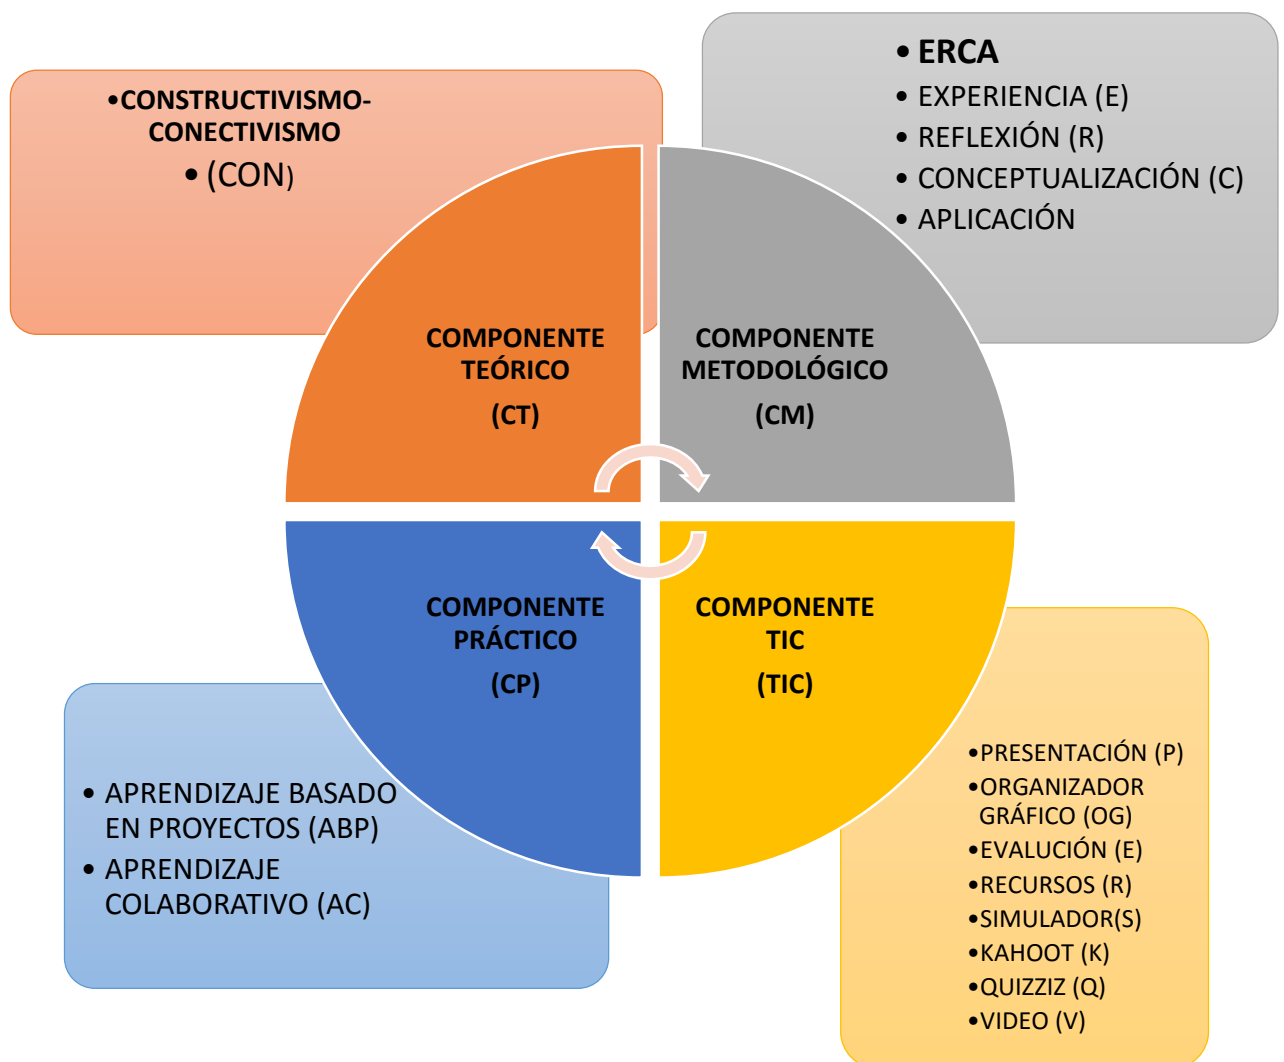 •CONSTRUCTIVISMO-
CONECTIVISMO
• (CON)
• ERCA
• EXPERIENCIA (E)
• REFLEXIÓN (R)
• CONCEPTUALIZACIÓN (C)
• APLICACIÓN
COMPONENTE
TEÓRICO
(CT)
COMPONENTE
METODOLÓGICO
(CM)
COMPONENTE
PRÁCTICO
(CP)
COMPONENTE
TIC
(TIC)
• APRENDIZAJE BASADO
EN PROYECTOS (ABP)
• APRENDIZAJE
COLABORATIVO (AC)
•PRESENTACIÓN (P)
•ORGANIZADOR
GRÁFICO (OG)
•EVALUCIÓN (E)
•RECURSOS (R)
•SIMULADOR(S)
•KAHOOT (K)
•QUIZZIZ (Q)
•VIDEO (V)